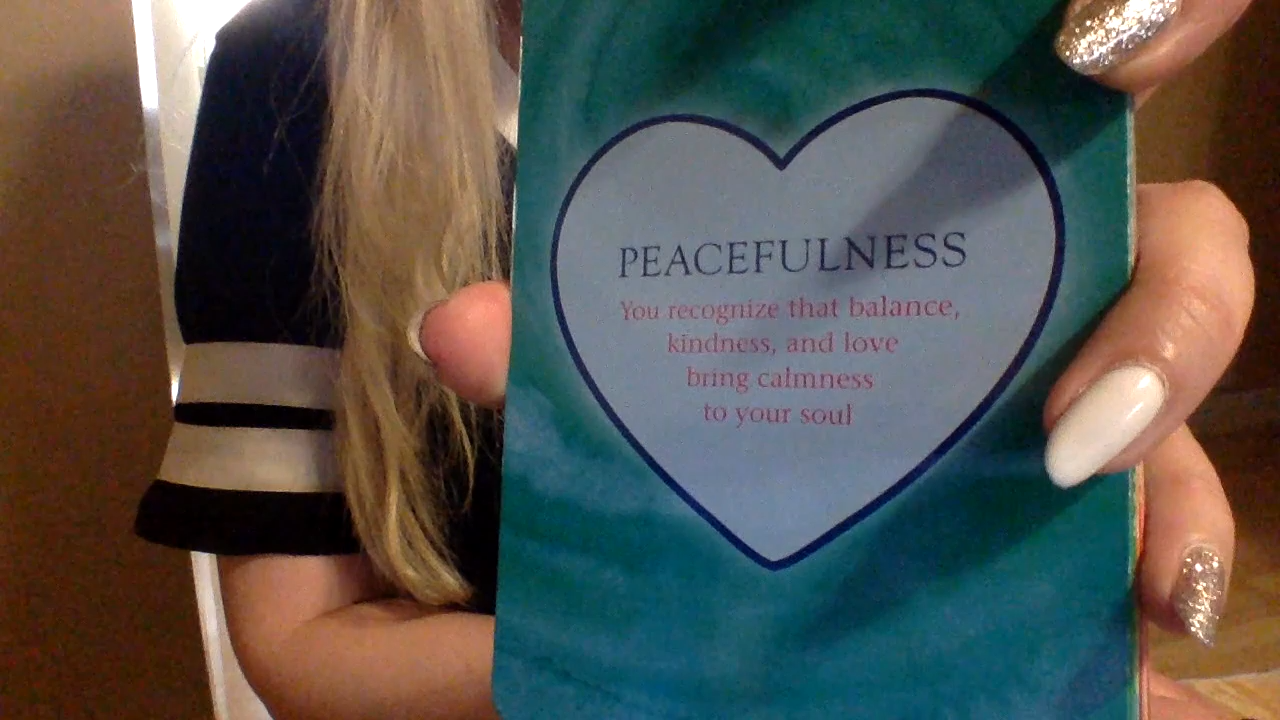 PEACEFULNESS
You recognize that balance,
kindness, and love
bring calmness
to your soul